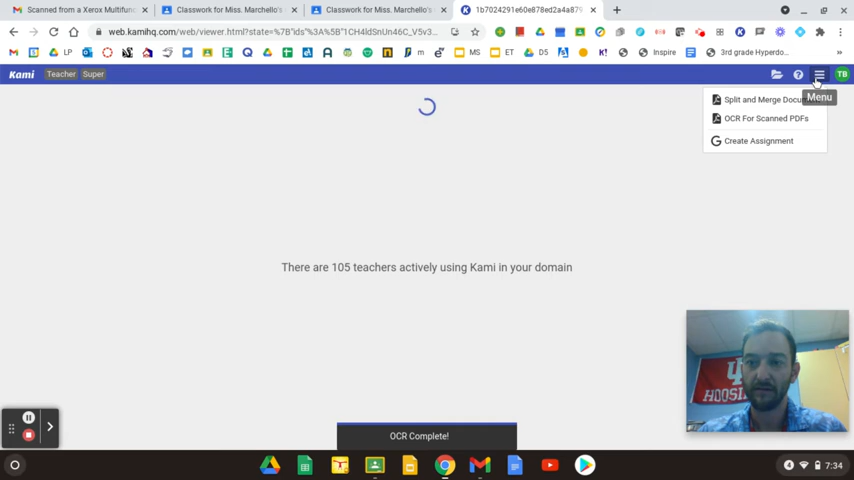 Scanned from a Xerox Multifun
Classwork for Miss. Marchello's
Classwork for Miss. Marchello's
1b7024291e60e878ed2a4a879
web.kamihq.com/web/viewer.html?state=%7B"ids"%3A%5B"1CH4ldSnUn46C_V5v3...
LP
m
MS
ET
D5
K!
Inspire
3rd grade Hyperdo...
Kami
Teacher
Super
TB
Menu
Split and Merge Docu
OCR For Scanned PDFs
Create Assignment
There are 105 teachers actively using Kami in your domain
HOOSIE
OCR Complete!
4
7:34